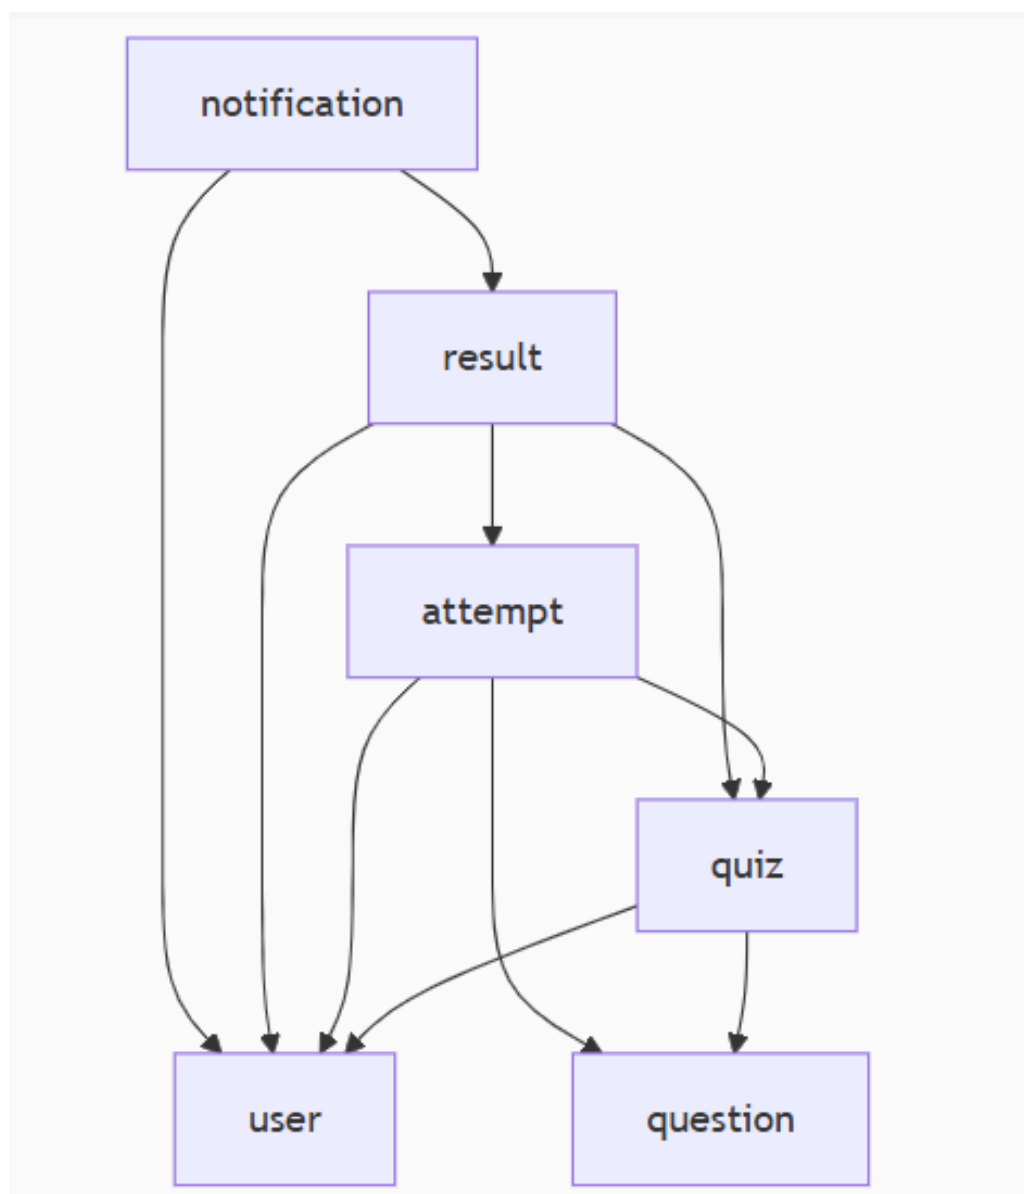 notification
result
attempt
quiz
user
question